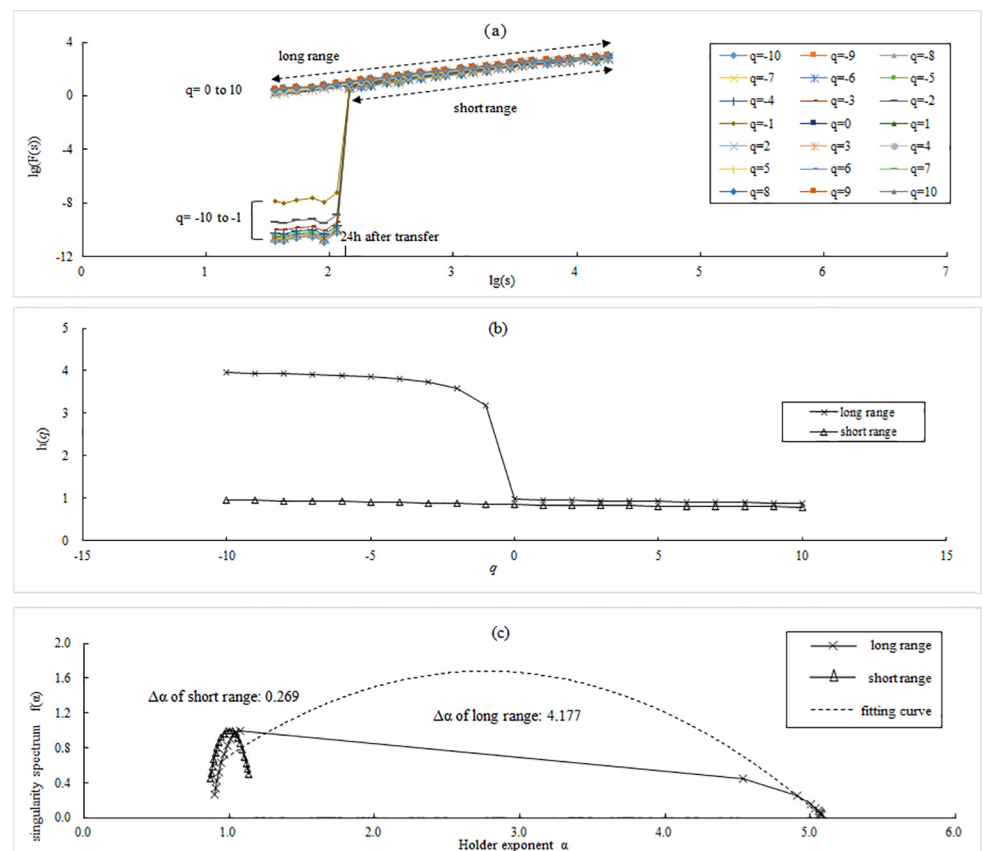 (a)
4
0
-4
-8
-12
lg(F(s))
long range
q= 0 to 10
short range
q= -10 to -1
24h after transfer
0 1 2 3 4 5 6 7
lg(s)
q=-10 q=-9 q=-8
q=-7 q=-6 q=-5
q=-4 q=-3 q=-2
q=-1 q=0 q=1
q=2 q=3 q=4
q=5 q=6 q=7
q=8 q=9 q=10
(b)
5
4
3
2
1
0
h(q)
long range
short range
-15 -10 -5 0 5 10 15
q
(c)
2.0
1.6
1.2
0.8
0.4
0.0
singularity spectrum f(α)
Δα of short range: 0.269
Δα of long range: 4.177
long range
short range
fitting curve
0.0 1.0 2.0 3.0 4.0 5.0 6.0
Holder exponent α